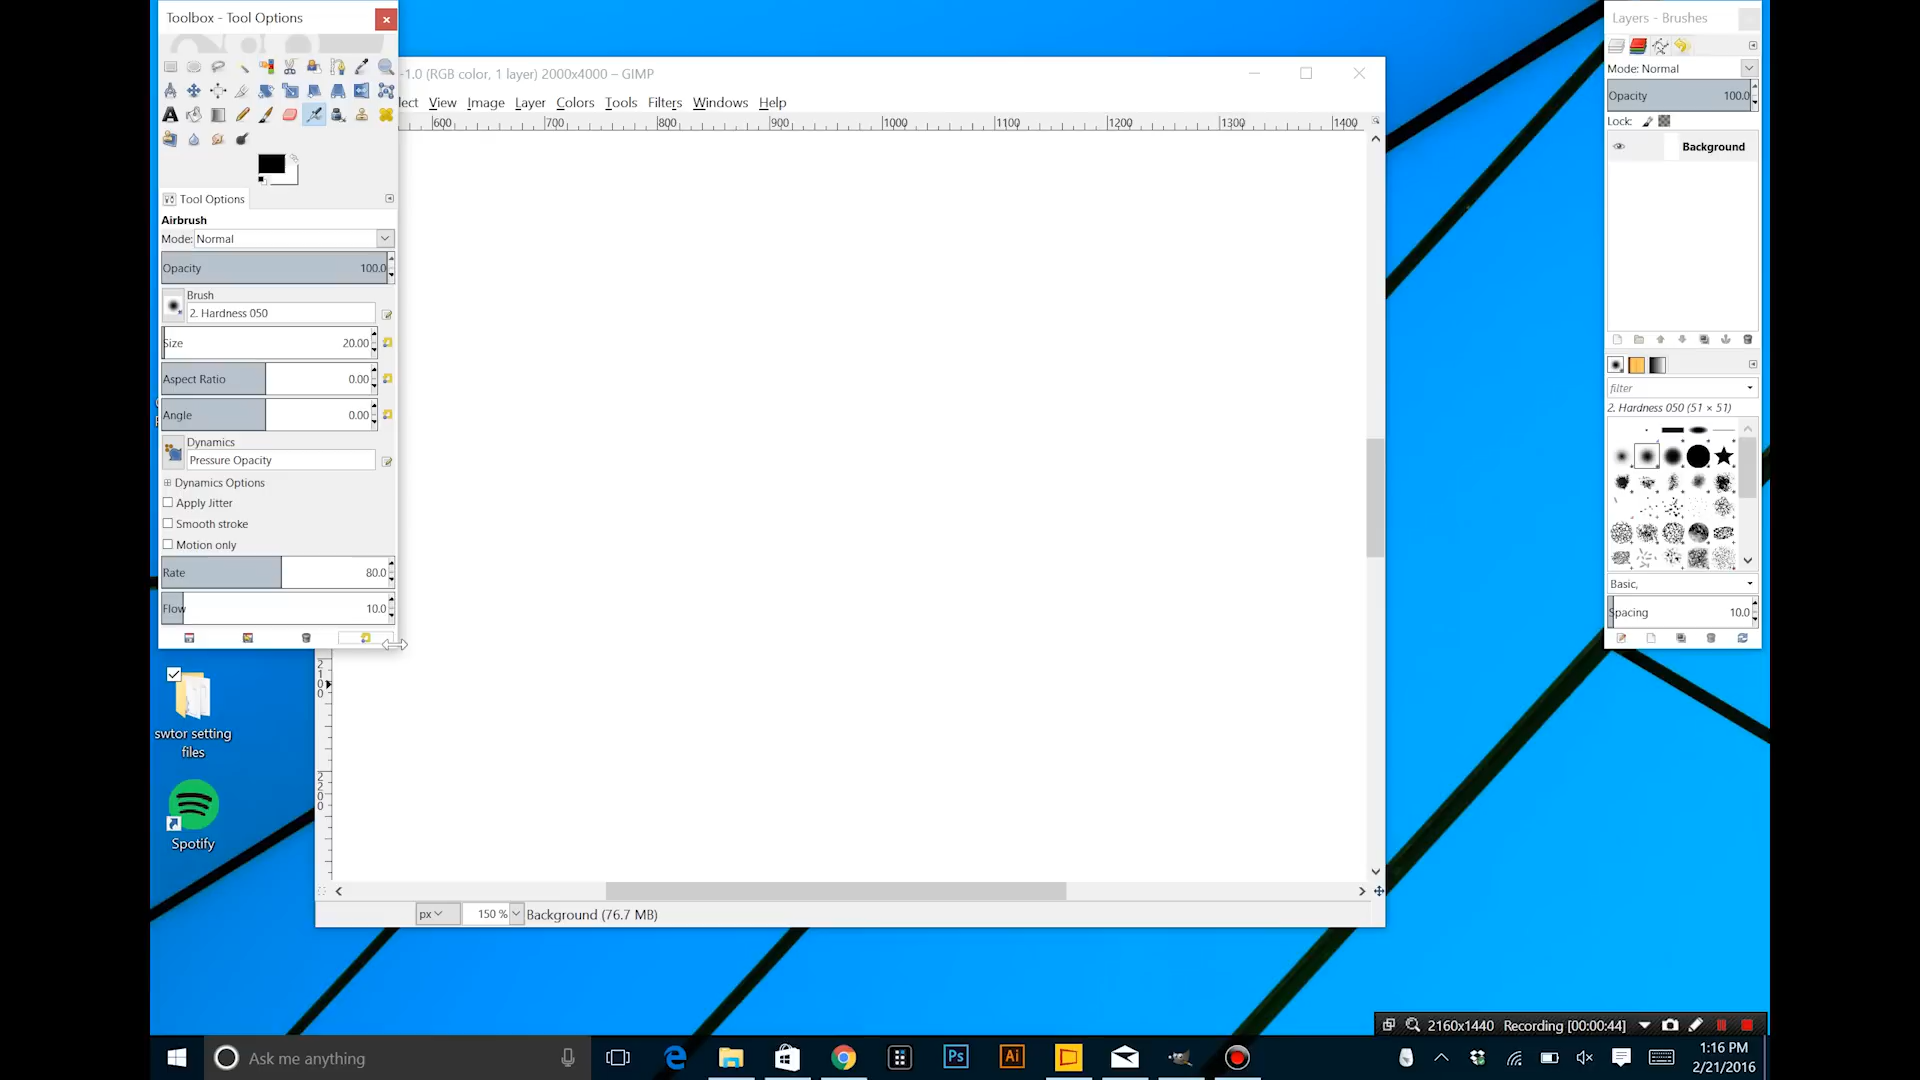 Toolbox - Tool Options
Tool Options
Airbrush
Mode: Normal
Opacity 100.0
Brush
2. Hardness 050
Size 20.00
Aspect Ratio 0.00
Angle 0.00
Dynamics
Pressure Opacity
Dynamics Options
Apply Jitter
Smooth stroke
Motion only
Rate 80.0
Flow 10.0
-1.0 (RGB color, 1 layer) 2000x4000 – GIMP
lect View Image Layer Colors Tools Filters Windows Help
600 700 800 900 1000 1100 1200 1300 1400
2100
2200
px 150 % Background (76.7 MB)
Layers - Brushes
Mode: Normal
Opacity 100.0
Lock:
Background
filter
2. Hardness 050 (51 × 51)
Basic,
Spacing 10.0
swtor setting
files
Spotify
2160x1440 Recording [00:00:44]
Ask me anything
Ps
Ai
1:16 PM
2/21/2016